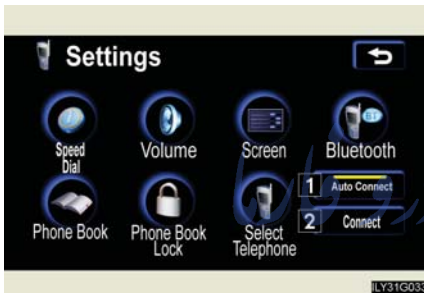 Settings
Speed Dial
Volume
Screen
Bluetooth
BT
Phone Book
Phone Book Lock
Select Telephone
1 Auto Connect
2 Connect
ILY31G033